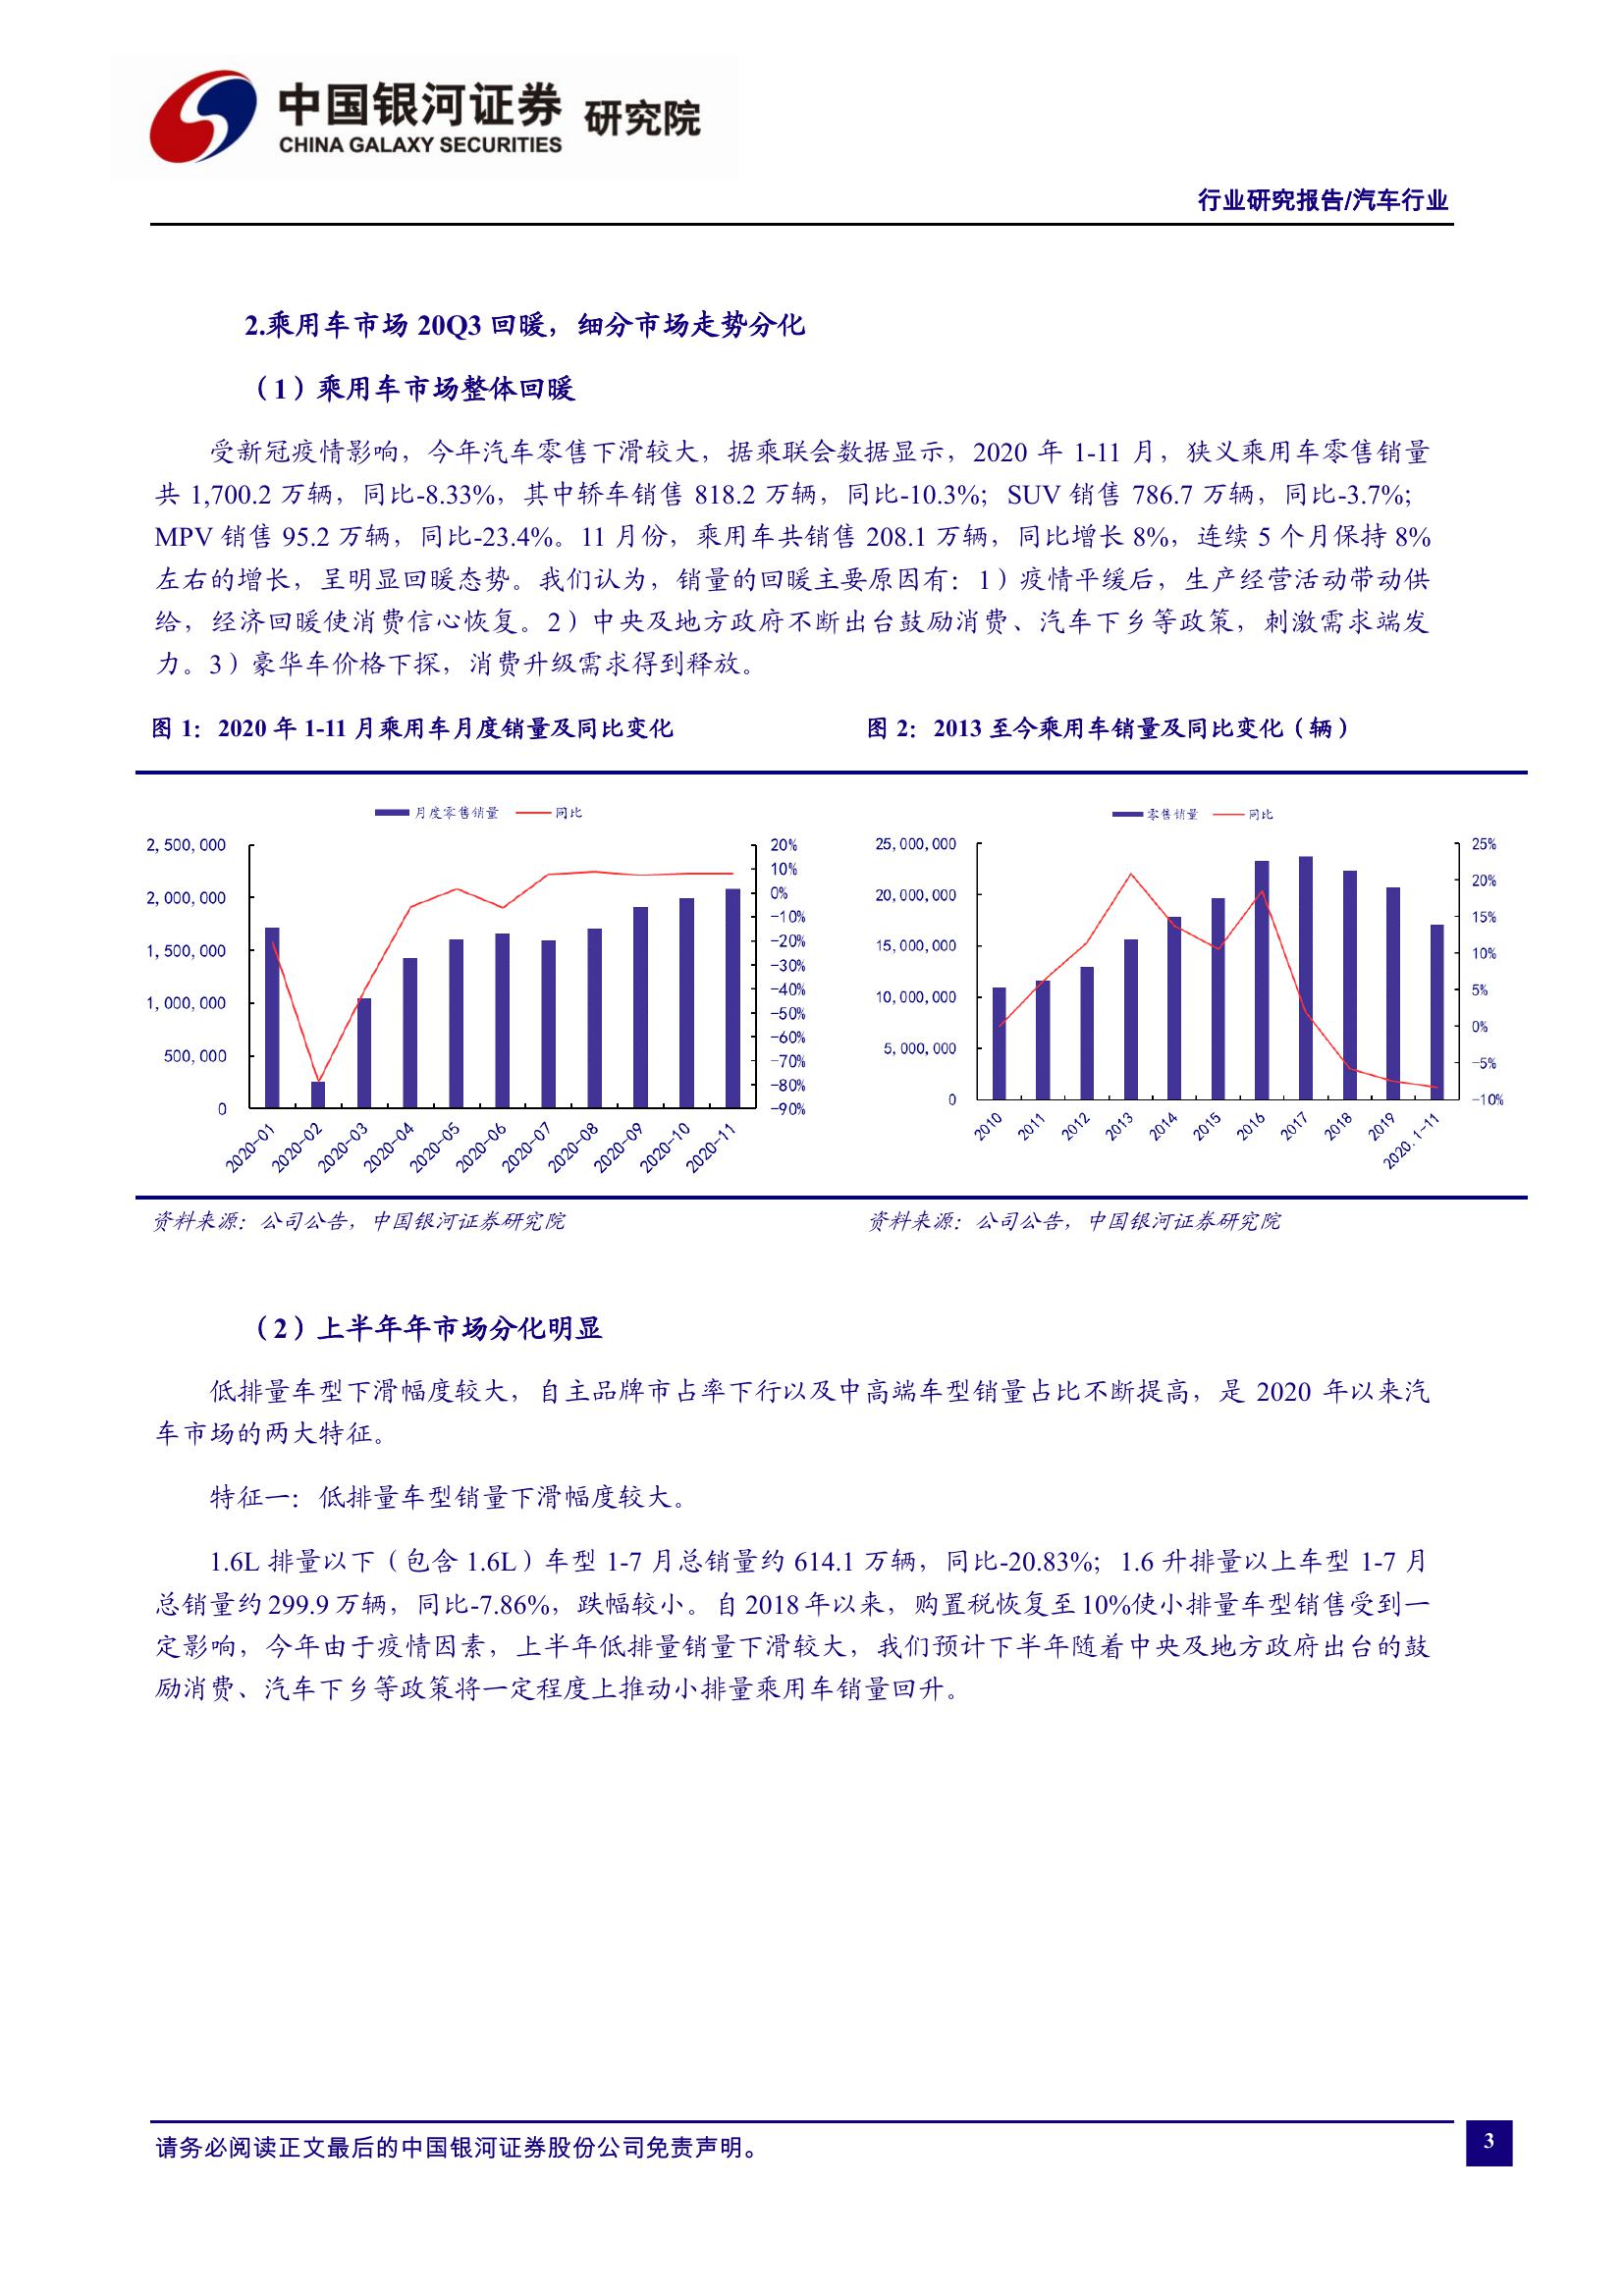 中国银河证券 研究院
CHINA GALAXY SECURITIES
行业研究报告/汽车行业
2.乘用车市场 20Q3 回暖，细分市场走势分化
（1）乘用车市场整体回暖
受新冠疫情影响，今年汽车零售下滑较大，据乘联会数据显示，2020 年 1-11 月，狭义乘用车零售销量
共 1,700.2 万辆，同比-8.33%，其中轿车销售 818.2 万辆，同比-10.3%；SUV 销售 786.7 万辆，同比-3.7%；
MPV 销售 95.2 万辆，同比-23.4%。11 月份，乘用车共销售 208.1 万辆，同比增长 8%，连续 5 个月保持 8%
左右的增长，呈明显回暖态势。我们认为，销量的回暖主要原因有：1）疫情平缓后，生产经营活动带动供
给，经济回暖使消费信心恢复。2）中央及地方政府不断出台鼓励消费、汽车下乡等政策，刺激需求端发
力。3）豪华车价格下探，消费升级需求得到释放。
图 1：2020 年 1-11 月乘用车月度销量及同比变化
月度零售销量 同比
2,500,000
2,000,000
1,500,000
1,000,000
500,000
0
20%
10%
0%
-10%
-20%
-30%
-40%
-50%
-60%
-70%
-80%
-90%
2020-01 2020-02 2020-03 2020-04 2020-05 2020-06 2020-07 2020-08 2020-09 2020-10 2020-11
资料来源：公司公告，中国银河证券研究院
图 2：2013 至今乘用车销量及同比变化（辆）
零售销量 同比
25,000,000
20,000,000
15,000,000
10,000,000
5,000,000
0
25%
20%
15%
10%
5%
0%
-5%
-10%
2010 2011 2012 2013 2014 2015 2016 2017 2018 2019 2020.1-11
资料来源：公司公告，中国银河证券研究院
（2）上半年年市场分化明显
低排量车型下滑幅度较大，自主品牌市占率下行以及中高端车型销量占比不断提高，是 2020 年以来汽
车市场的两大特征。
特征一：低排量车型销量下滑幅度较大。
1.6L 排量以下（包含 1.6L）车型 1-7 月总销量约 614.1 万辆，同比-20.83%；1.6 升排量以上车型 1-7 月
总销量约 299.9 万辆，同比-7.86%，跌幅较小。自 2018 年以来，购置税恢复至 10%使小排量车型销售受到一
定影响，今年由于疫情因素，上半年低排量销量下滑较大，我们预计下半年随着中央及地方政府出台的鼓
励消费、汽车下乡等政策将一定程度上推动小排量乘用车销量回升。
请务必阅读正文最后的中国银河证券股份公司免责声明。
3